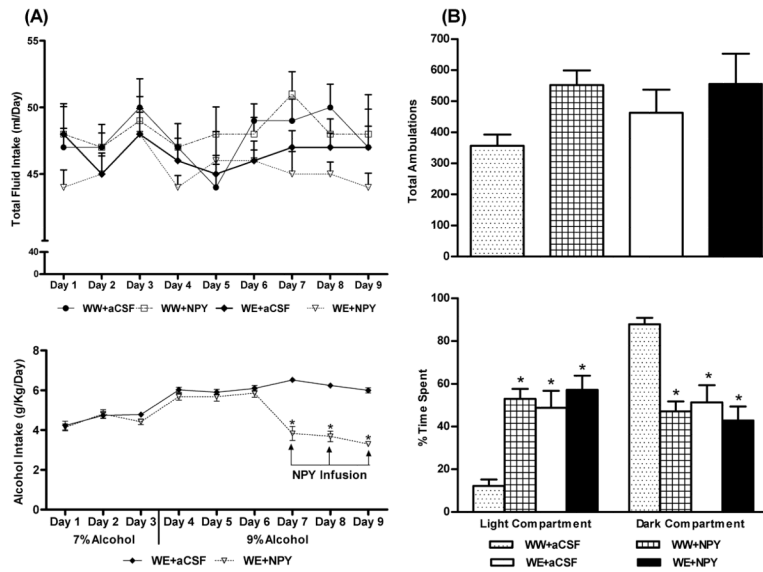 (A)
Total Fluid Intake (ml/Day)
55
50
45
40
0
Day 1 Day 2 Day 3 Day 4 Day 5 Day 6 Day 7 Day 8 Day 9
WW+aCSF WW+NPY WE+aCSF WE+NPY
Alcohol Intake (g/Kg/Day)
8
6
4
2
0
* * *
NPY Infusion
Day 1 Day 2 Day 3 Day 4 Day 5 Day 6 Day 7 Day 8 Day 9
7% Alcohol 9% Alcohol
WE+aCSF WE+NPY
(B)
Total Ambulations
700
600
500
400
300
200
100
0
% Time Spent
100
80
60
40
20
0
* * * * * *
Light Compartment Dark Compartment
WW+aCSF WW+NPY
WE+aCSF WE+NPY